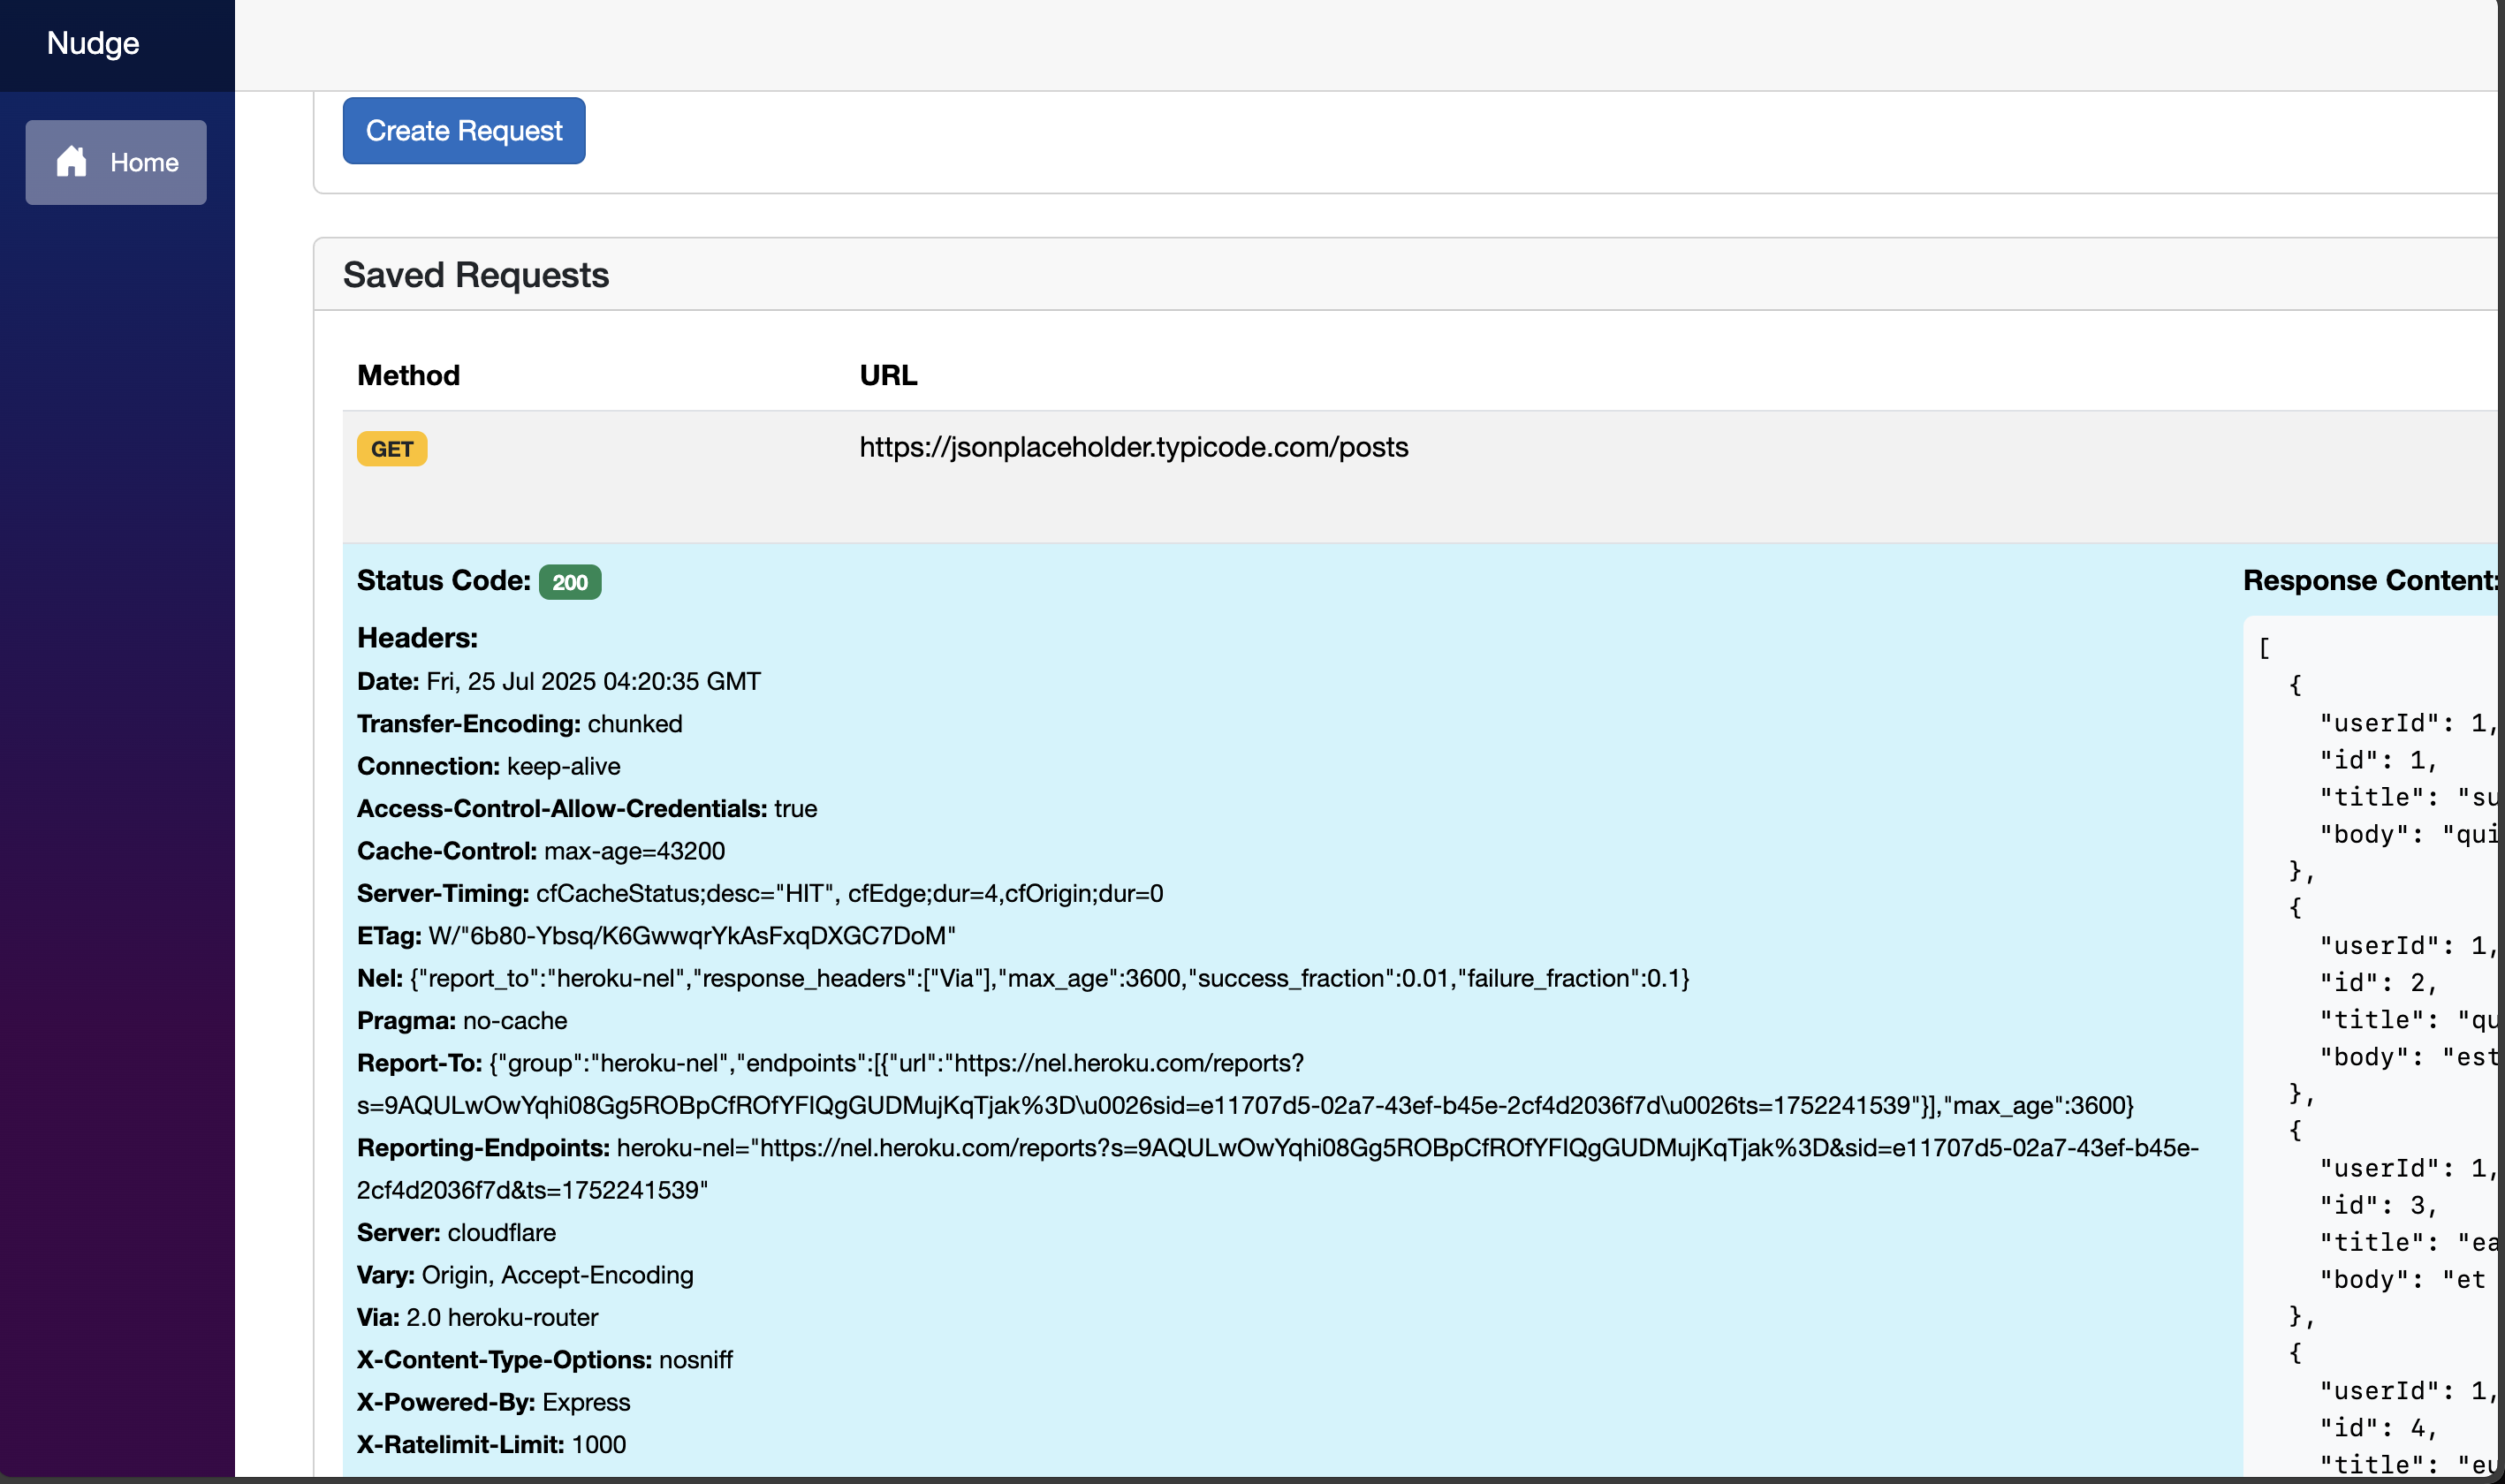 Nudge
Home
Create Request
Saved Requests
Method URL
GET https://jsonplaceholder.typicode.com/posts
Status Code: 200
Headers:
Date: Fri, 25 Jul 2025 04:20:35 GMT
Transfer-Encoding: chunked
Connection: keep-alive
Access-Control-Allow-Credentials: true
Cache-Control: max-age=43200
Server-Timing: cfCacheStatus;desc="HIT", cfEdge;dur=4,cfOrigin;dur=0
ETag: W/"6b80-Ybsq/K6GwwqrYkAsFxqDXGC7DoM"
Nel: {"report_to":"heroku-nel","response_headers":["Via"],"max_age":3600,"success_fraction":0.01,"failure_fraction":0.1}
Pragma: no-cache
Report-To: {"group":"heroku-nel","endpoints":[{"url":"https://nel.heroku.com/reports?
s=9AQULwOwYqhi08Gg5ROBpCfROfYFIQgGUDMujKqTjak%3D\u0026sid=e11707d5-02a7-43ef-b45e-2cf4d2036f7d\u0026ts=1752241539"}],"max_age":3600}
Reporting-Endpoints: heroku-nel="https://nel.heroku.com/reports?s=9AQULwOwYqhi08Gg5ROBpCfROfYFIQgGUDMujKqTjak%3D&sid=e11707d5-02a7-43ef-b45e-
2cf4d2036f7d&ts=1752241539"
Server: cloudflare
Vary: Origin, Accept-Encoding
Via: 2.0 heroku-router
X-Content-Type-Options: nosniff
X-Powered-By: Express
X-Ratelimit-Limit: 1000
Response Content:
[
{
"userId": 1,
"id": 1,
"title": "su
"body": "qui
},
{
"userId": 1,
"id": 2,
"title": "qu
"body": "est
},
{
"userId": 1,
"id": 3,
"title": "ea
"body": "et
},
{
"userId": 1,
"id": 4,
"title": "eu